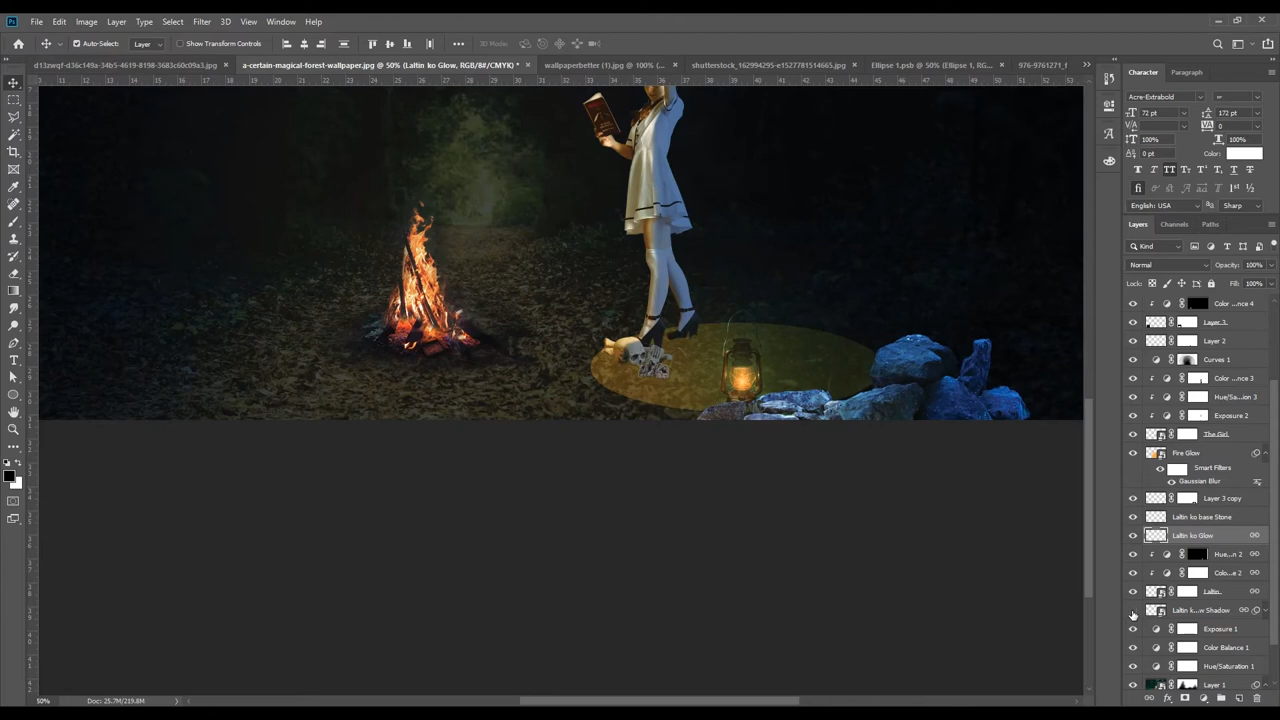 File Edit Image Layer Type Select Filter 3D View Window Help
Auto-Select: Layer Show Transform Controls 3D Mode:
d13zwqf-d36c149a-34b5-4619-8198-3683c60c09a3.jpg × a-certain-magical-forest-wallpaper.jpg @ 50% (Laltin ko Glow, RGB/8#/CMYK) * × wallpaperbetter (1).jpg @ 100% (... × shutterstock_162994295-e1527781514665.jpg × Ellipse 1.psb @ 50% (Ellipse 1, RG... × 976-9761271_f
Character Paragraph
Acre-Extrabold
72 pt 172 pt
0
100% 100%
0 pt Color:
English: USA Sharp
Layers Channels Paths
Kind
Normal Opacity: 100%
Lock: Fill: 100%
Color ...nce 4
Layer 3
Layer 2
Curves 1
Color ...nce 3
Hue/Sa...ion 3
Exposure 2
The Girl
Fire Glow
Smart Filters
Gaussian Blur
Layer 3 copy
Laltin ko base Stone
Laltin ko Glow
Hue...n 2
Colo...e 2
Laltin
Laltin k...w Shadow
Exposure 1
Color Balance 1
Hue/Saturation 1
Layer 1
50% Doc: 25.7M/219.8M